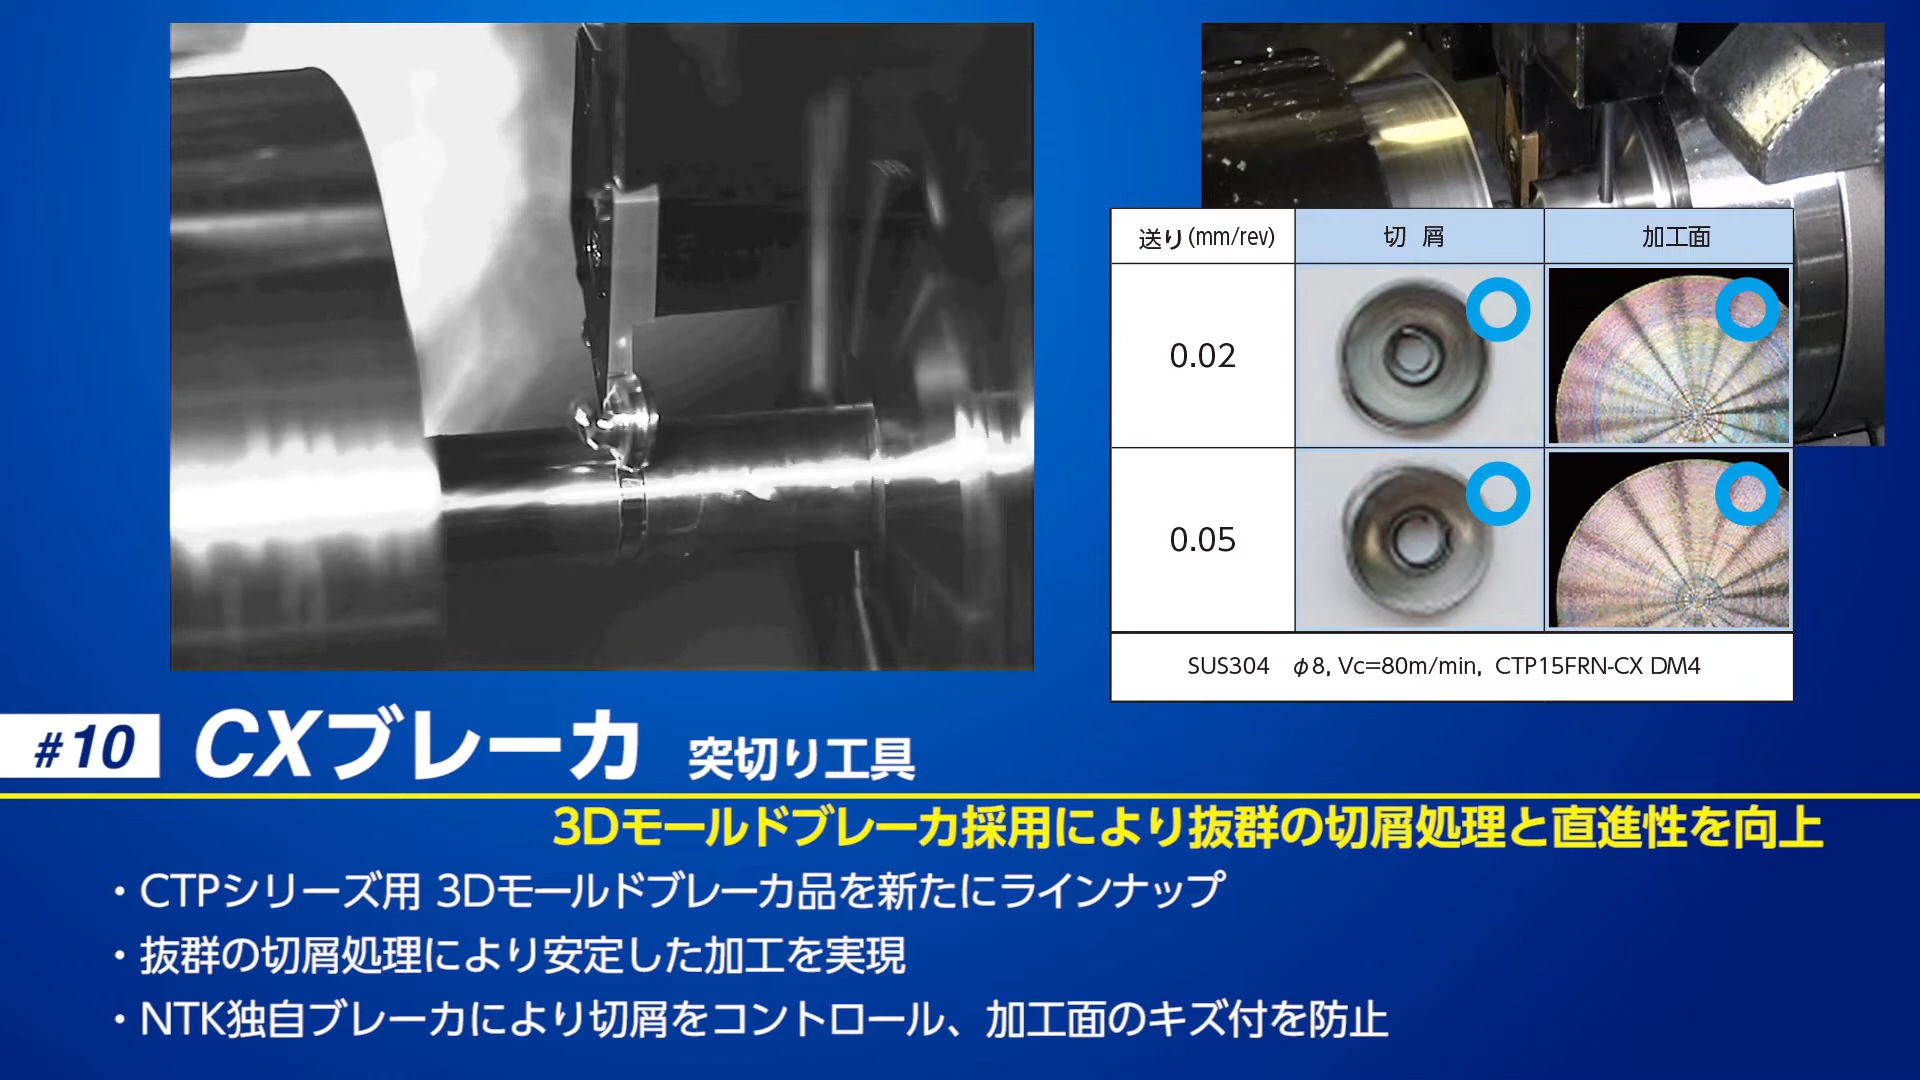 送り(mm/rev) 切 屑 加工面
0.02
0.05
SUS304 φ8, Vc=80m/min, CTP15FRN-CX DM4
#10 CXブレーカ 突切り工具
3Dモールドブレーカ採用により抜群の切屑処理と直進性を向上
・CTPシリーズ用 3Dモールドブレーカ品を新たにラインナップ
・抜群の切屑処理により安定した加工を実現
・NTK独自ブレーカにより切屑をコントロール、加工面のキズ付を防止